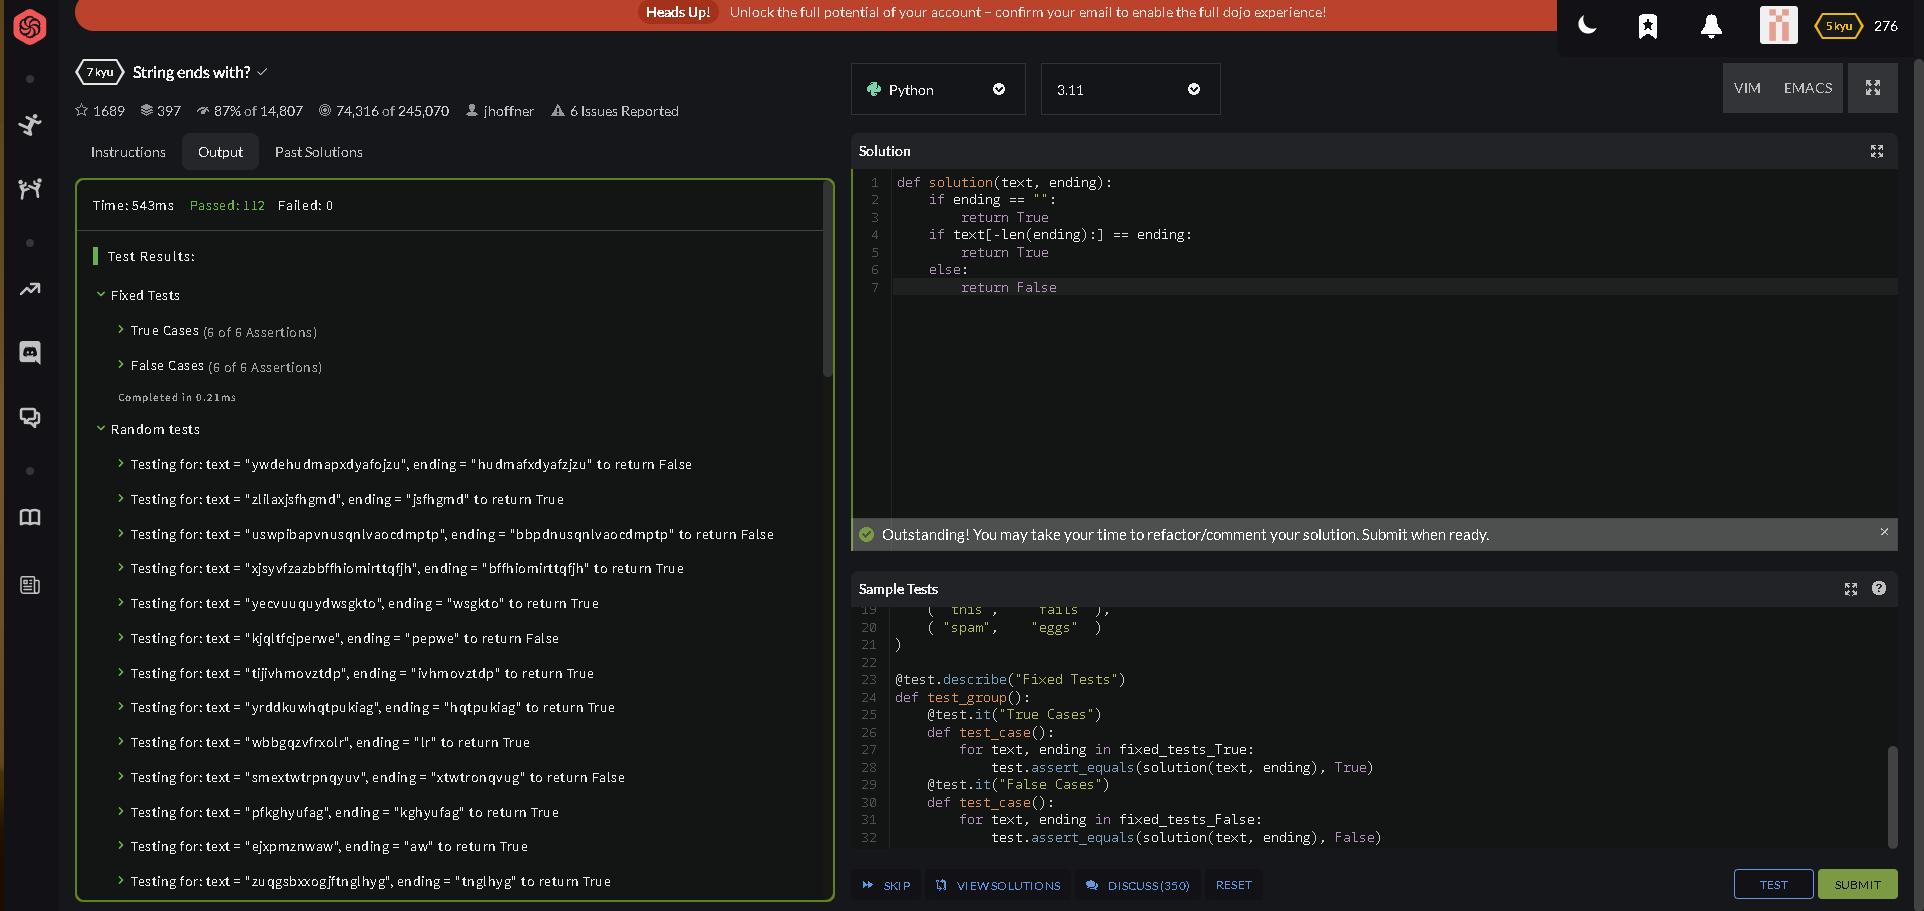 Heads Up! Unlock the full potential of your account – confirm your email to enable the full dojo experience!
5 kyu 276
7 kyu String ends with?
1689 397 87% of 14,807 74,316 of 245,070 jhoffner 6 Issues Reported
Instructions Output Past Solutions
Time: 543ms Passed: 112 Failed: 0
Test Results:
Fixed Tests
True Cases (6 of 6 Assertions)
False Cases (6 of 6 Assertions)
Completed in 0.21ms
Random tests
Testing for: text = "ywdehudmapxdyafojzu", ending = "hudmafxdyafzjzu" to return False
Testing for: text = "zlilaxjsfhgmd", ending = "jsfhgmd" to return True
Testing for: text = "uswpibapvnusqnlvaocdmptp", ending = "bbpdnusqnlvaocdmptp" to return False
Testing for: text = "xjsyvfzazbbffhiomirttqfjh", ending = "bffhiomirttqfjh" to return True
Testing for: text = "yecvuuquydwsgkto", ending = "wsgkto" to return True
Testing for: text = "kjqltfcjperwe", ending = "pepwe" to return False
Testing for: text = "tijivhmovztdp", ending = "ivhmovztdp" to return True
Testing for: text = "yrddkuwhqtpukiag", ending = "hqtpukiag" to return True
Testing for: text = "wbbgqzvfrxolr", ending = "lr" to return True
Testing for: text = "smextwtrpnqyuv", ending = "xtwtronqvug" to return False
Testing for: text = "pfkghyufag", ending = "kghyufag" to return True
Testing for: text = "ejxpmznwaw", ending = "aw" to return True
Testing for: text = "zuqgsbxxogjftnglhyg", ending = "tnglhyg" to return True
Python 3.11 VIM EMACS
Solution
1 def solution(text, ending):
2 if ending == "":
3 return True
4 if text[-len(ending):] == ending:
5 return True
6 else:
7 return False
Outstanding! You may take your time to refactor/comment your solution. Submit when ready.
Sample Tests
19 ( "this", "fails" ),
20 ( "spam", "eggs" )
21 )
22
23 @test.describe("Fixed Tests")
24 def test_group():
25 @test.it("True Cases")
26 def test_case():
27 for text, ending in fixed_tests_True:
28 test.assert_equals(solution(text, ending), True)
29 @test.it("False Cases")
30 def test_case():
31 for text, ending in fixed_tests_False:
32 test.assert_equals(solution(text, ending), False)
SKIP VIEW SOLUTIONS DISCUSS (350) RESET TEST SUBMIT